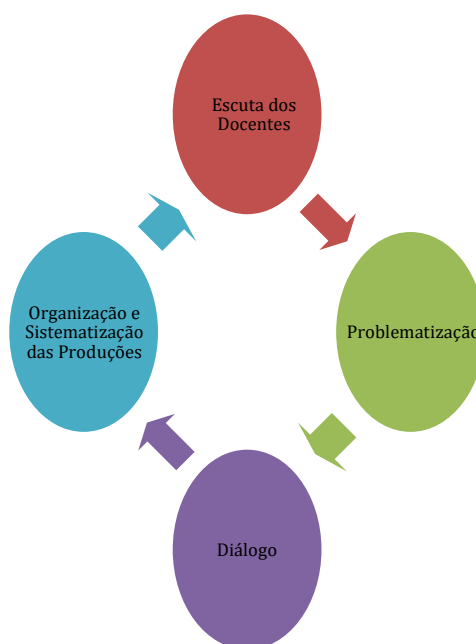 Escuta dos
Docentes
Problematização
Diálogo
Organização e
Sistematização
das Produções